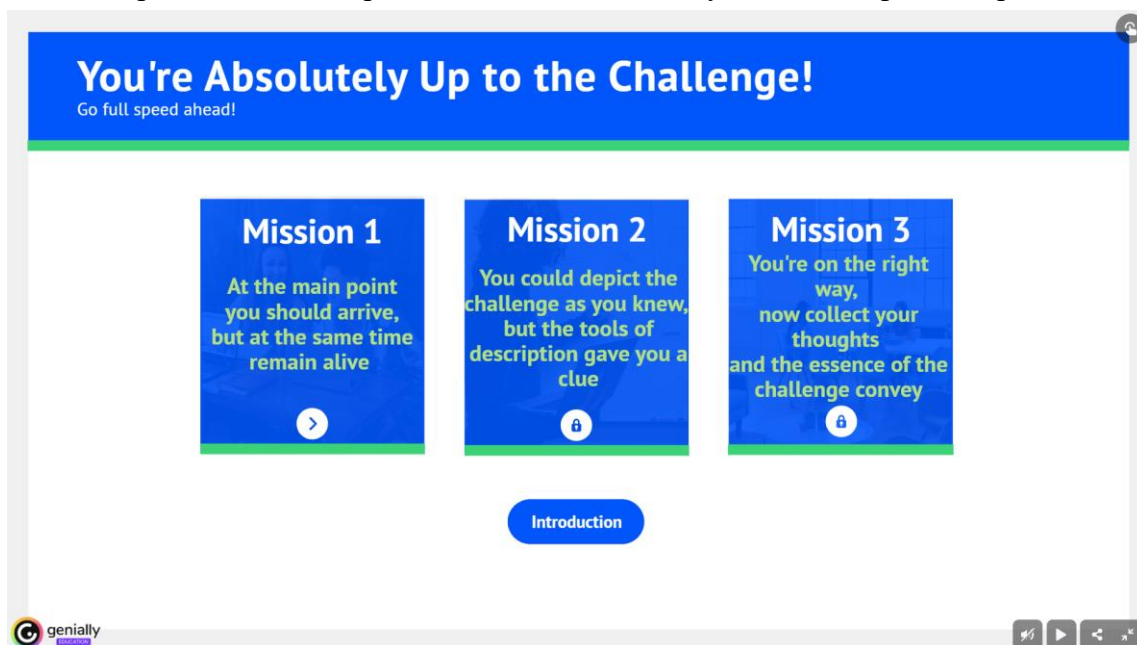 You're Absolutely Up to the Challenge!
Go full speed ahead!
Mission 1
At the main point
you should arrive,
but at the same time
remain alive
Mission 2
You could depict the
challenge as you knew,
but the tools of
description gave you a
clue
Mission 3
You're on the right
way,
now collect your
thoughts
and the essence of the
challenge convey
Introduction
genially
EDUCATION